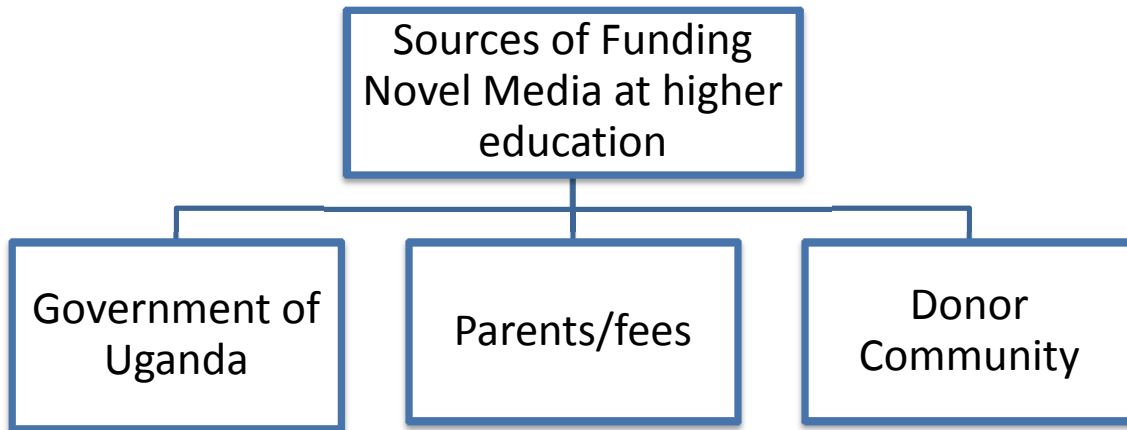 Sources of Funding
Novel Media at higher
education
Government of
Uganda
Parents/fees
Donor
Community